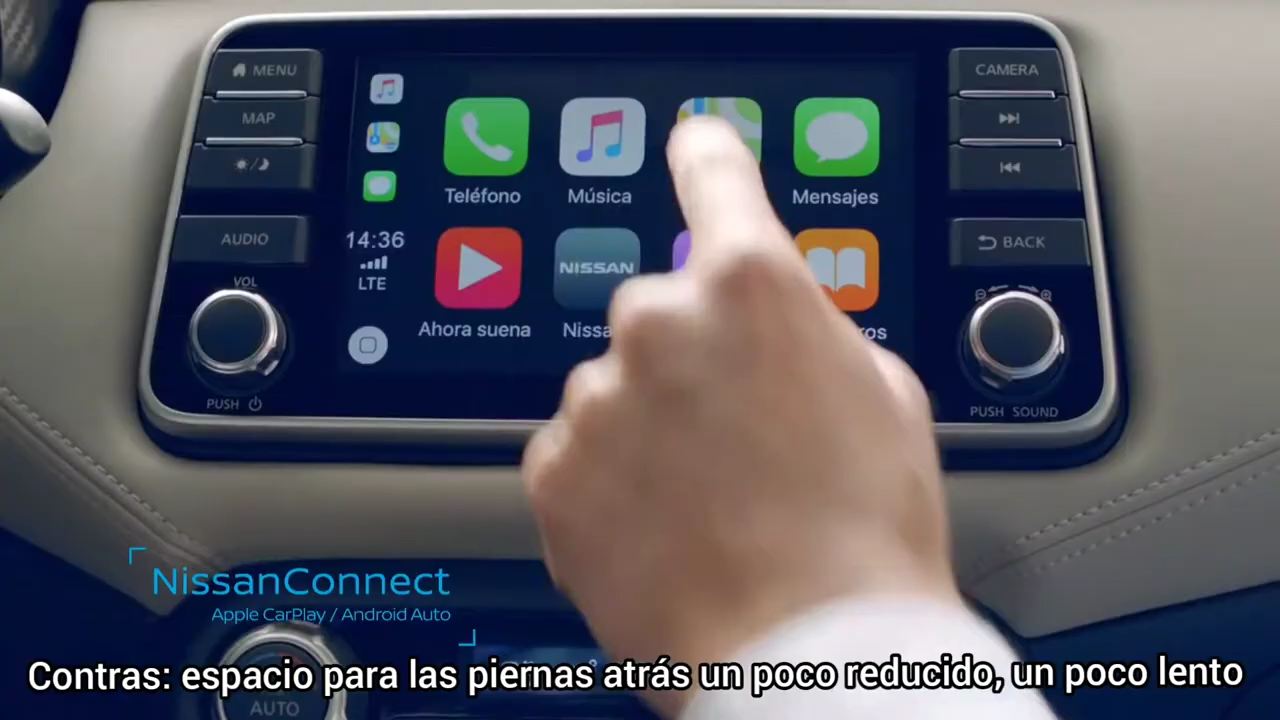 MENU
MAP
AUDIO
VOL
PUSH
14:36
LTE
Teléfono
Música
Mensajes
NISSAN
Ahora suena
CAMERA
BACK
PUSH SOUND
NissanConnect
Apple CarPlay / Android Auto
Contras: espacio para las piernas atrás un poco reducido, un poco lento
AUTO